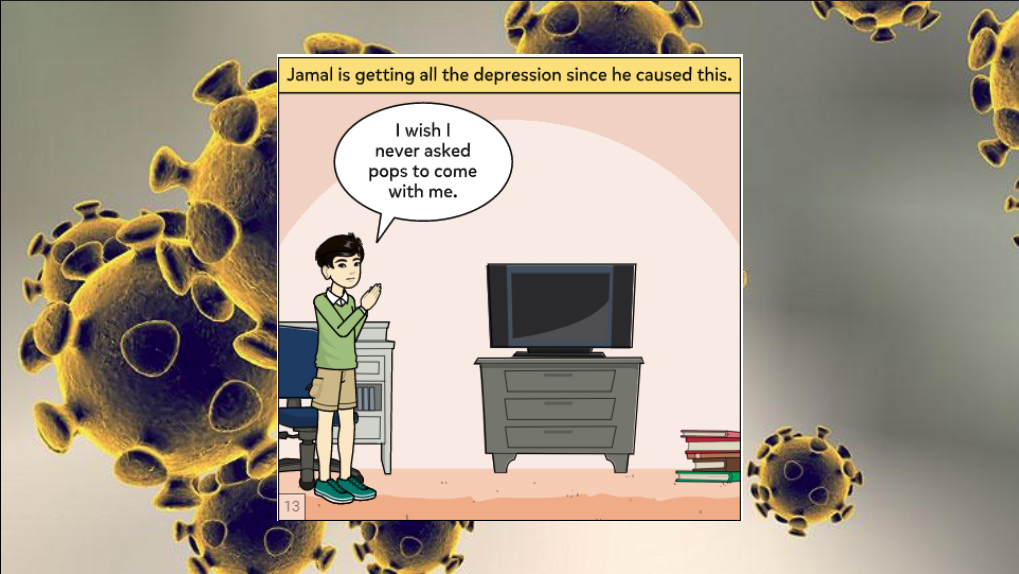 Jamal is getting all the depression since he caused this.
I wish I
never asked
pops to come
with me.
13